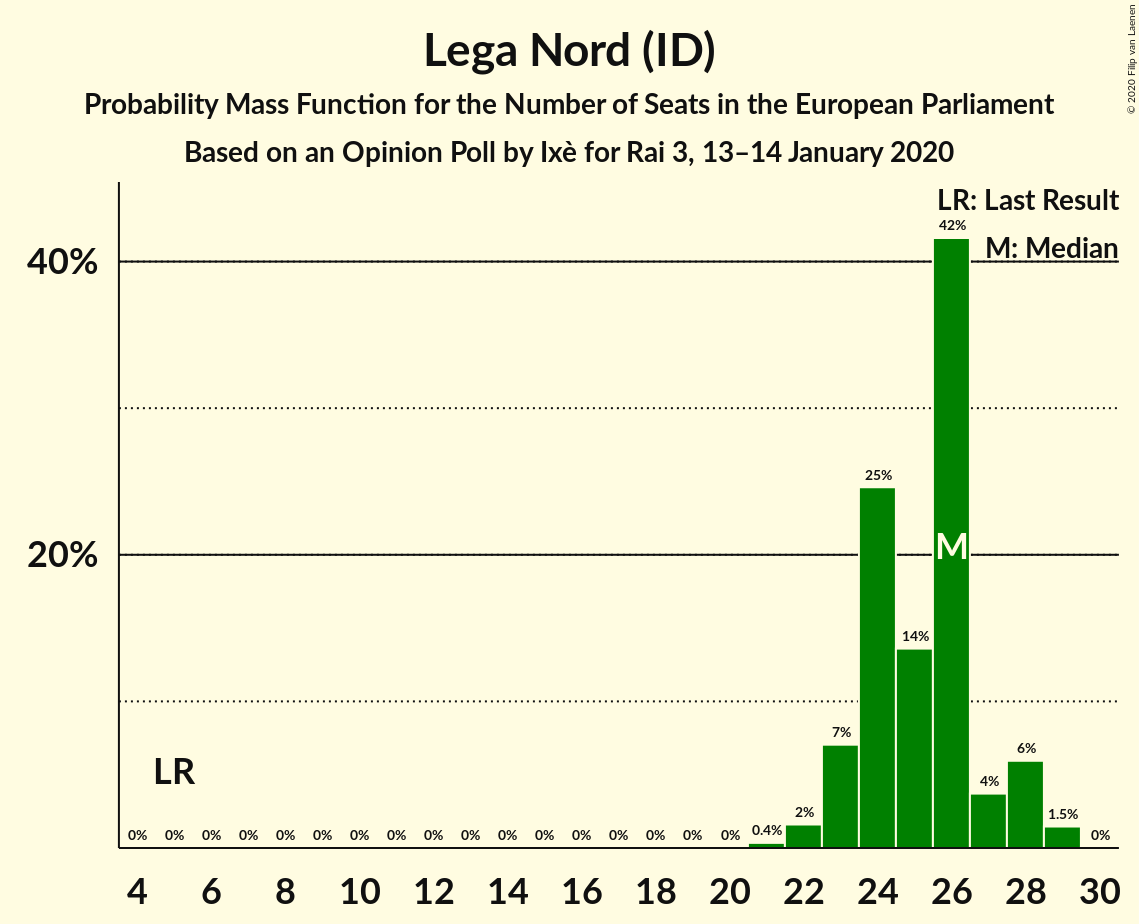 Lega Nord (ID)
Probability Mass Function for the Number of Seats in the European Parliament
Based on an Opinion Poll by Ixè for Rai 3, 13–14 January 2020
© 2020 Filip van Laenen
LR: Last Result
42%
M: Median
40%
25%
20%
M
14%
7%
6%
LR
4%
0% 0% 0% 0% 0% 0% 0% 0% 0% 0% 0% 0% 0% 0% 0% 0% 0% 0.4% 2% 1.5% 0%
4 6 8 10 12 14 16 18 20 22 24 26 28 30